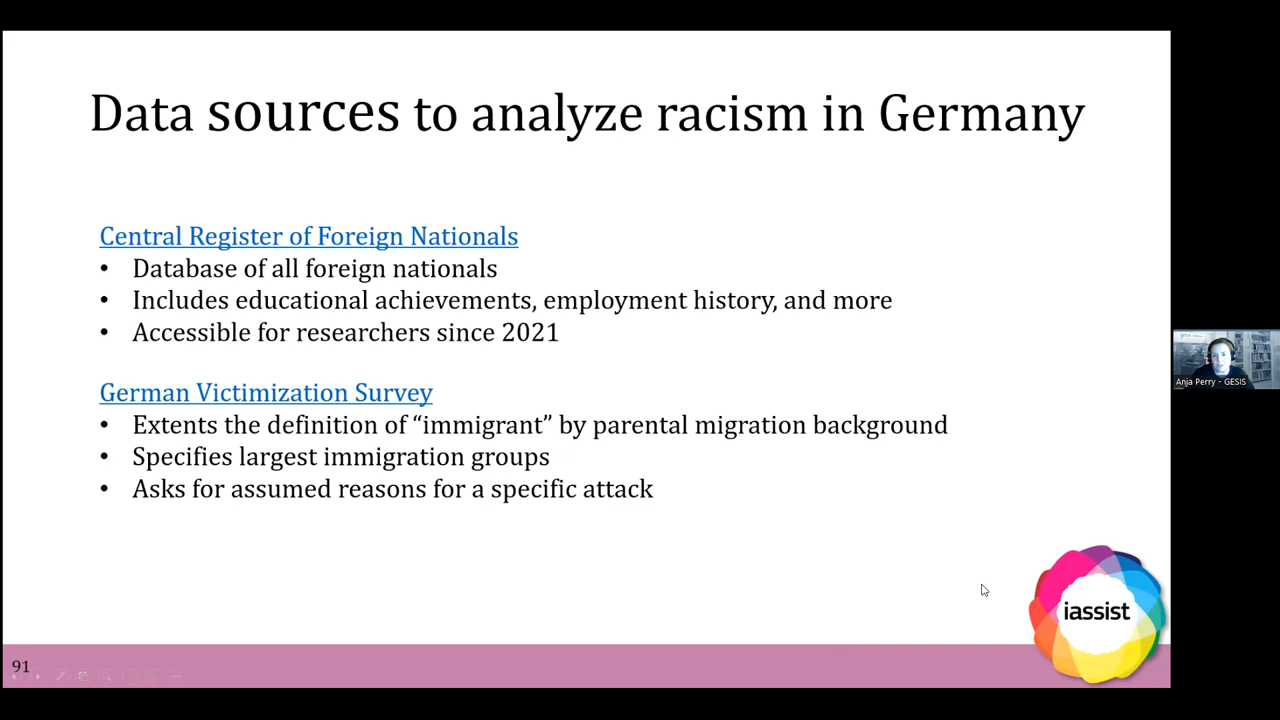 Data sources to analyze racism in Germany
Central Register of Foreign Nationals
• Database of all foreign nationals
• Includes educational achievements, employment history, and more
• Accessible for researchers since 2021
German Victimization Survey
• Extents the definition of “immigrant” by parental migration background
• Specifies largest immigration groups
• Asks for assumed reasons for a specific attack
iassist
91
Anja Perry - GESIS